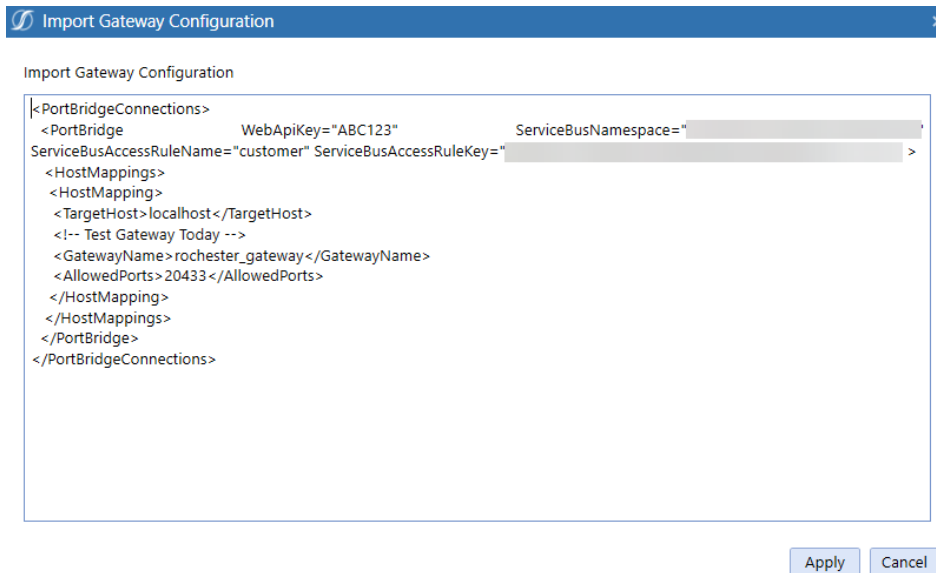 Import Gateway Configuration
Import Gateway Configuration
<PortBridgeConnections>
<PortBridge WebApiKey="ABC123" ServiceBusNamespace=" "
ServiceBusAccessRuleName="customer" ServiceBusAccessRuleKey=" >
<HostMappings>
<HostMapping>
<TargetHost>localhost</TargetHost>
<!-- Test Gateway Today -->
<GatewayName>rochester_gateway</GatewayName>
<AllowedPorts>20433</AllowedPorts>
</HostMapping>
</HostMappings>
</PortBridge>
</PortBridgeConnections>
Apply Cancel